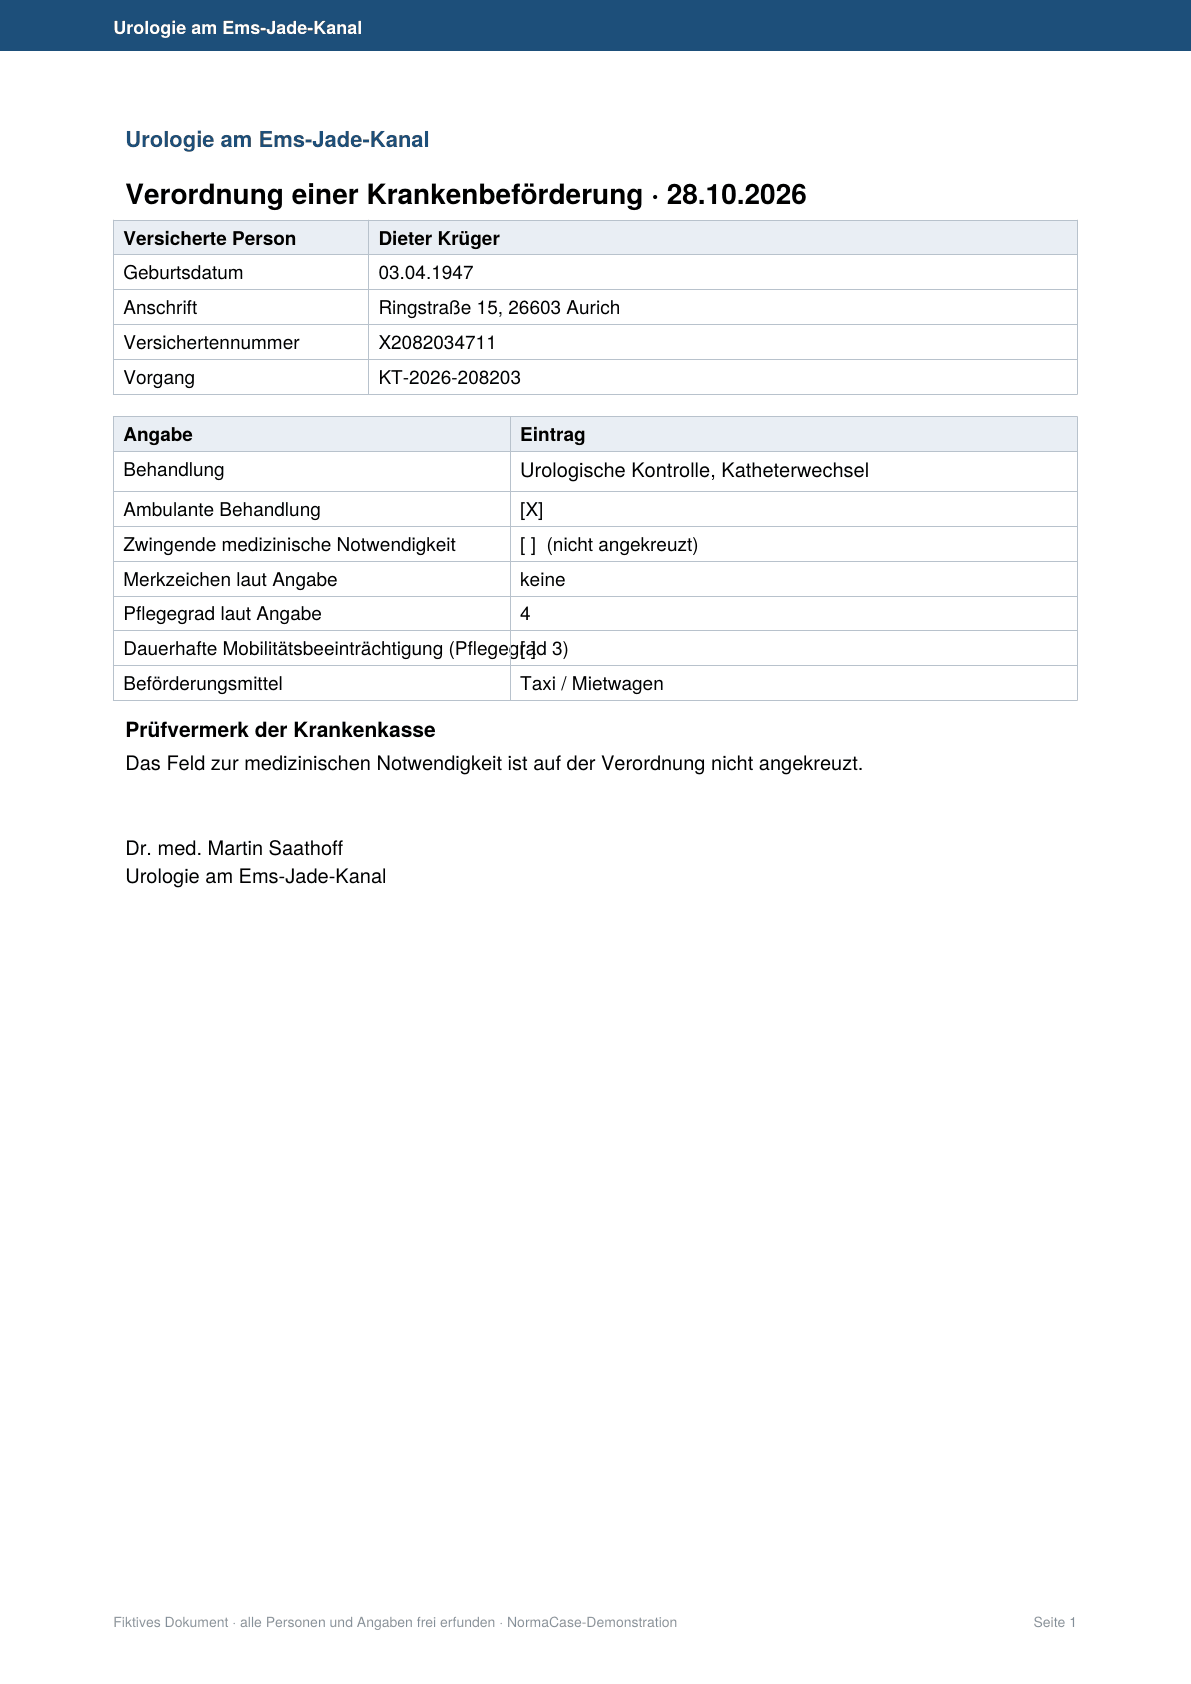 Urologie am Ems-Jade-Kanal
Urologie am Ems-Jade-Kanal
Verordnung einer Krankenbeförderung · 28.10.2026
Versicherte Person Dieter Krüger
Geburtsdatum 03.04.1947
Anschrift Ringstraße 15, 26603 Aurich
Versichertennummer X2082034711
Vorgang KT-2026-208203
Angabe Eintrag
Behandlung Urologische Kontrolle, Katheterwechsel
Ambulante Behandlung [X]
Zwingende medizinische Notwendigkeit [ ] (nicht angekreuzt)
Merkzeichen laut Angabe keine
Pflegegrad laut Angabe 4
Dauerhafte Mobilitätsbeeinträchtigung (Pflegegrad 3) [ ]
Beförderungsmittel Taxi / Mietwagen
Prüfvermerk der Krankenkasse
Das Feld zur medizinischen Notwendigkeit ist auf der Verordnung nicht angekreuzt.
Dr. med. Martin Saathoff
Urologie am Ems-Jade-Kanal
Fiktives Dokument · alle Personen und Angaben frei erfunden · NormaCase-Demonstration Seite 1